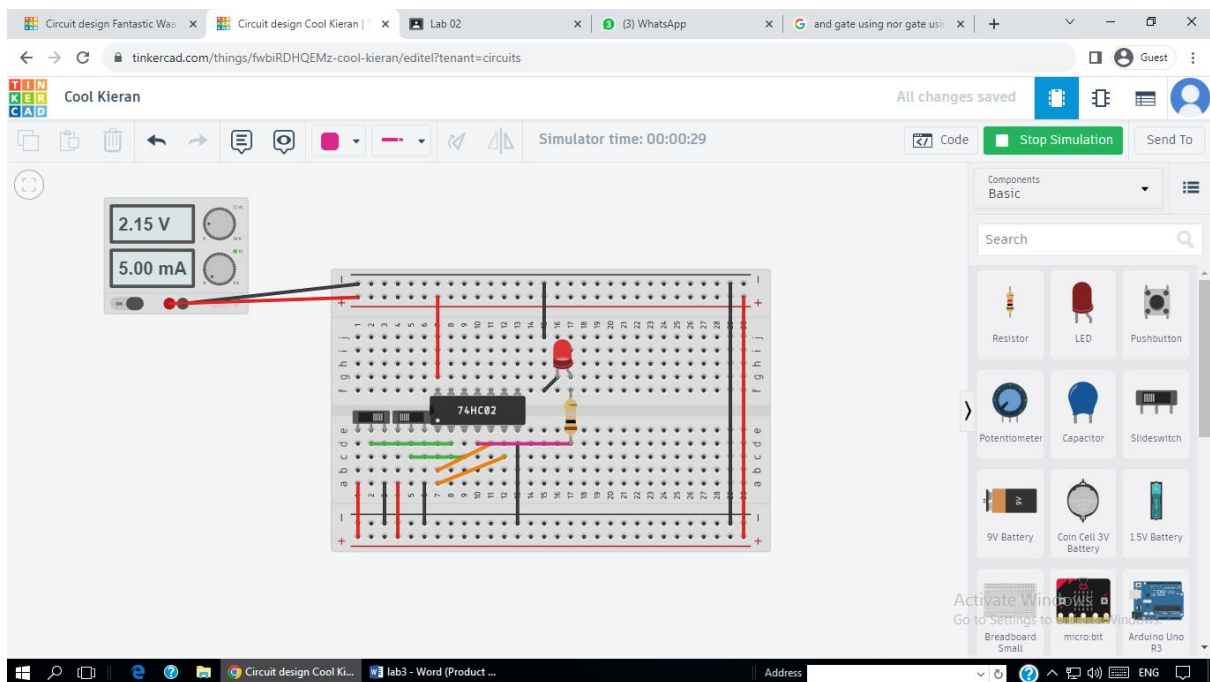 Circuit design Fantastic Waa
Circuit design Cool Kieran |
Lab 02
(3) WhatsApp
and gate using nor gate usin
tinkercad.com/things/fwbiRDHQEMz-cool-kieran/editel?tenant=circuits
Guest
TIN
KER
CAD
Cool Kieran
All changes saved
Simulator time: 00:00:29
Code
Stop Simulation
Send To
Components
Basic
Search
2.15 V
5.00 mA
ON
74HC02
Resistor
LED
Pushbutton
Potentiometer
Capacitor
Slideswitch
9V Battery
Coin Cell 3V
Battery
1.5V Battery
Breadboard
Small
micro:bit
Arduino Uno
R3
Activate Windows
Go to Settings to
Circuit design Cool Ki...
lab3 - Word (Product ...
Address
ENG